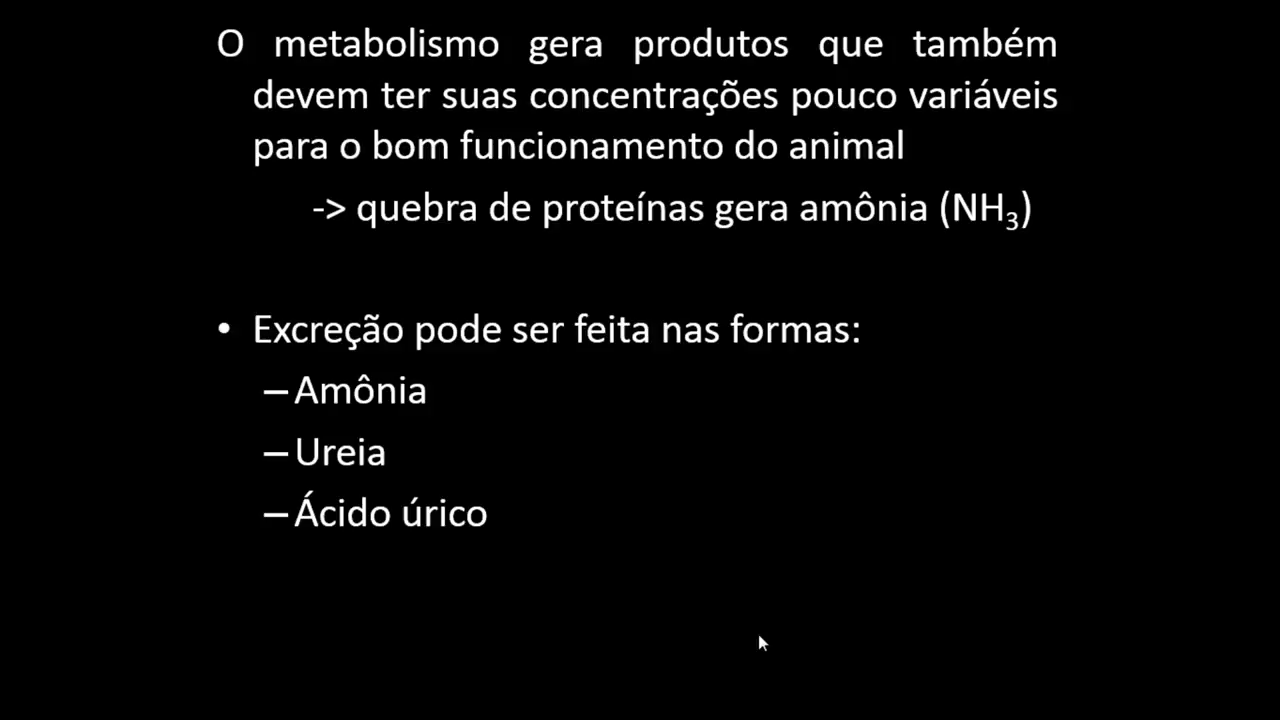 O metabolismo gera produtos que também
devem ter suas concentrações pouco variáveis
para o bom funcionamento do animal
-> quebra de proteínas gera amônia (NH₃)
• Excreção pode ser feita nas formas:
– Amônia
– Ureia
– Ácido úrico